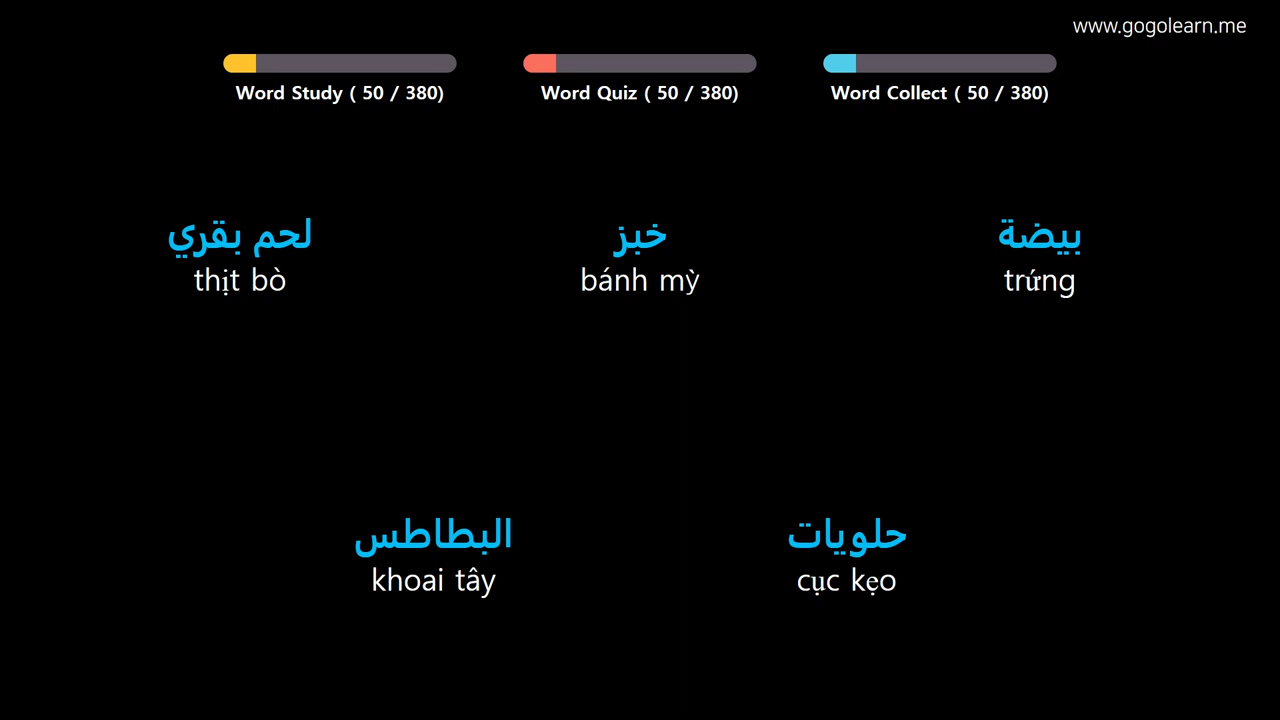 www.gogolearn.me
Word Study ( 50 / 380)
Word Quiz ( 50 / 380)
Word Collect ( 50 / 380)
لحم بقري
thịt bò
خبز
bánh mỳ
بيضة
trứng
البطاطس
khoai tây
حلويات
cục kẹo